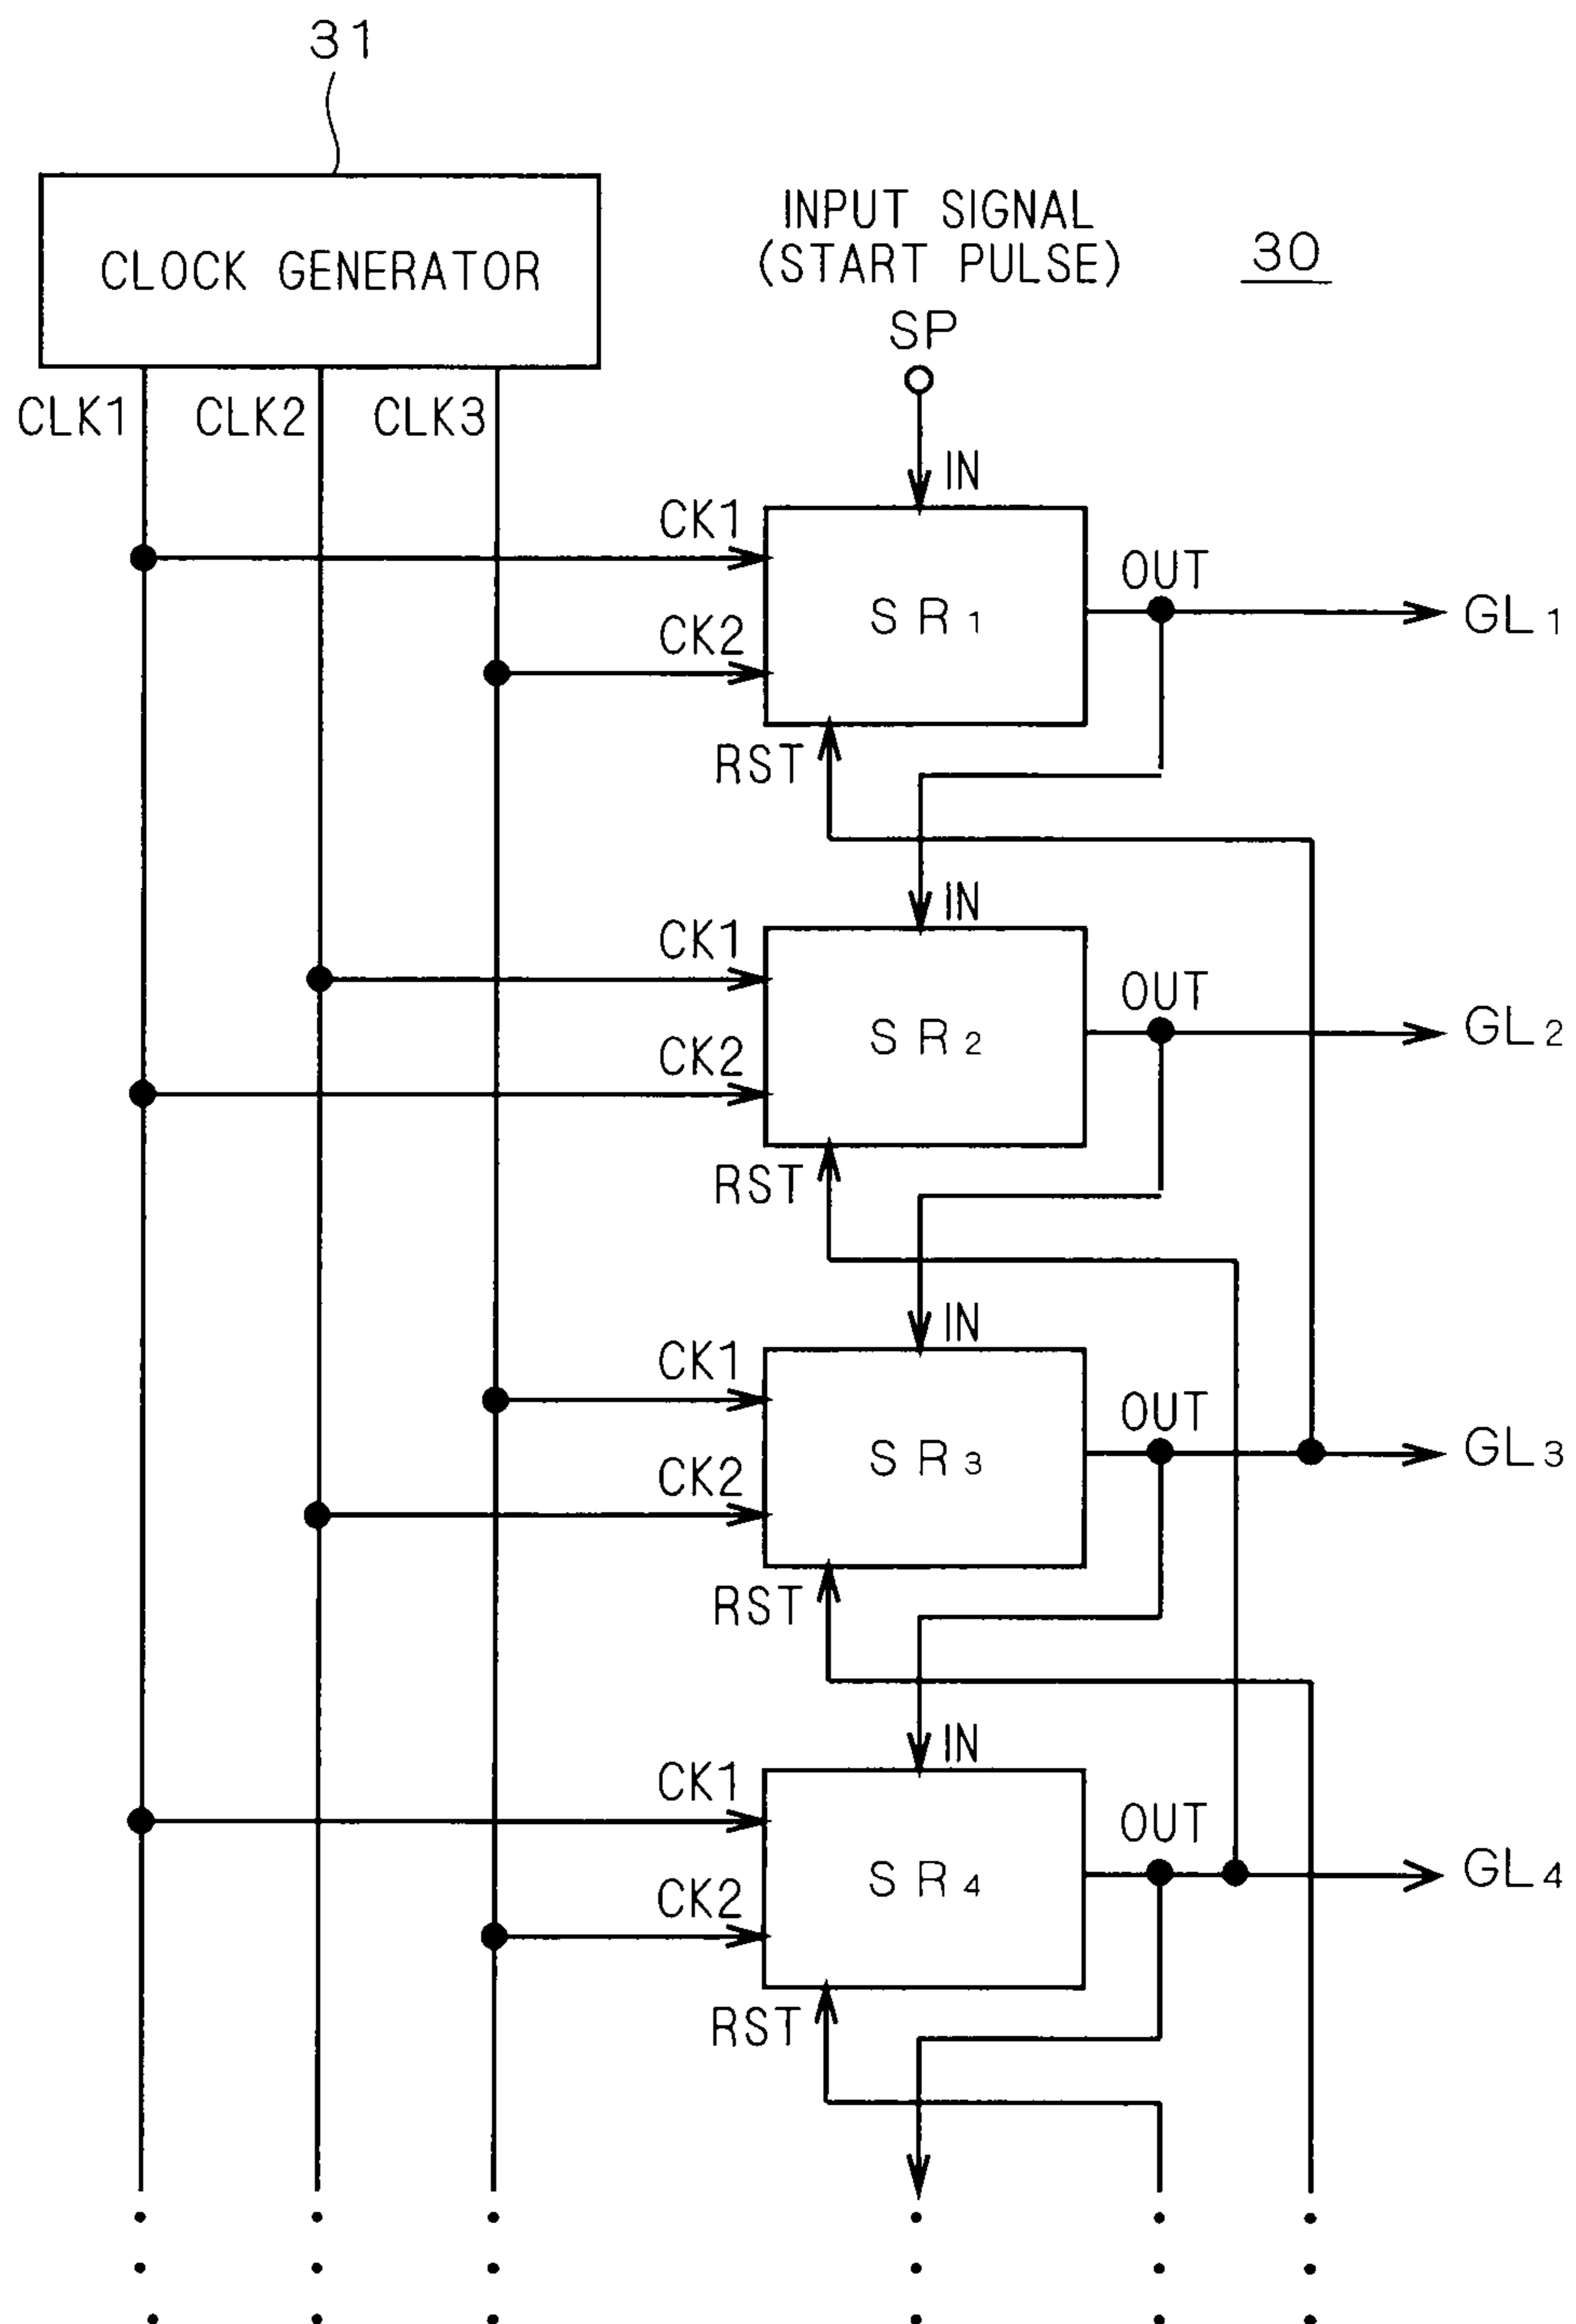 31
CLOCK GENERATOR
INPUT SIGNAL
(START PULSE)
30
SP
CLK1 CLK2 CLK3
IN
CK1
OUT
SR1
GL1
CK2
RST
IN
CK1
OUT
SR2
GL2
CK2
RST
IN
CK1
OUT
SR3
GL3
CK2
RST
IN
CK1
OUT
SR4
GL4
CK2
RST